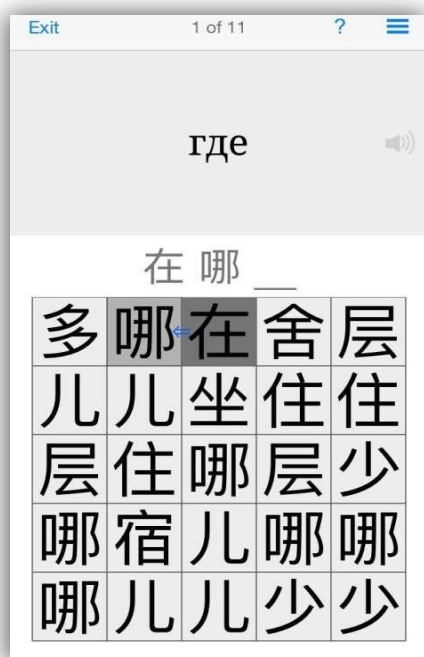 Exit 1 of 11 ?
где
在 哪 __
多 哪 在 舍 层
儿 儿 坐 住 住
层 住 哪 层 少
哪 宿 儿 哪 哪
哪 儿 儿 少 少